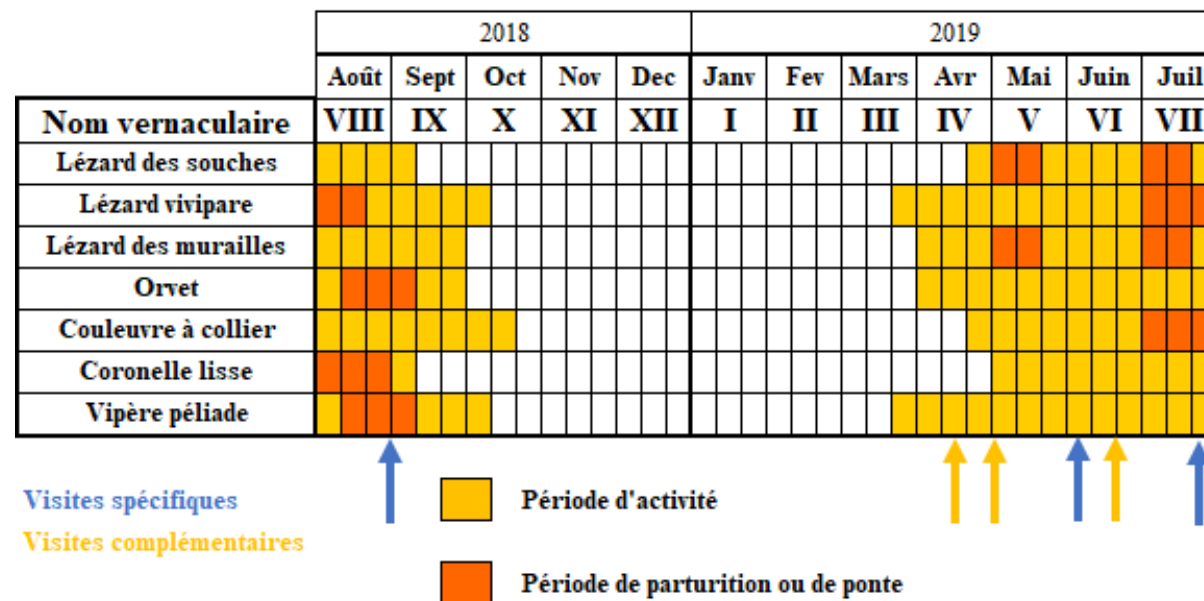 2018 2019
Août Sept Oct Nov Dec Janv Fev Mars Avr Mai Juin Juil
Nom vernaculaire VIII IX X XI XII I II III IV V VI VII
Lézard des souches
Lézard vivipare
Lézard des murailles
Orvet
Couleuvre à collier
Coronelle lisse
Vipère péliade
Visites spécifiques Période d'activité
Visites complémentaires
Période de parturition ou de ponte